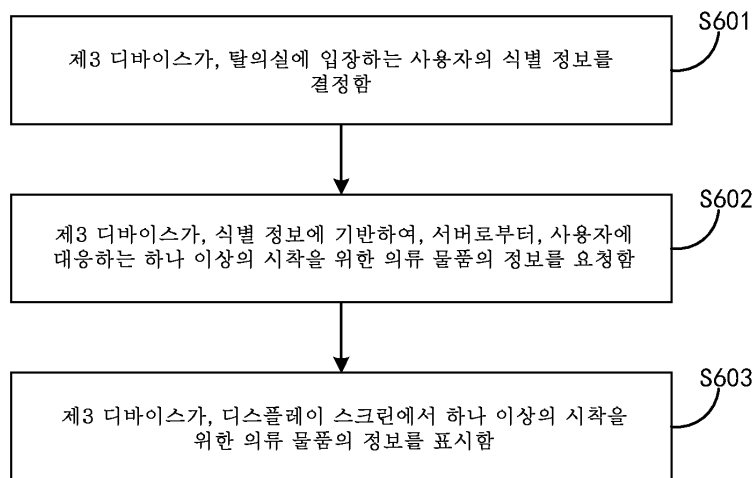 S601
제3 디바이스가, 탈의실에 입장하는 사용자의 식별 정보를
결정함
S602
제3 디바이스가, 식별 정보에 기반하여, 서버로부터, 사용자에
대응하는 하나 이상의 시착을 위한 의류 물품의 정보를 요청함
S603
제3 디바이스가, 디스플레이 스크린에서 하나 이상의 시착을
위한 의류 물품의 정보를 표시함